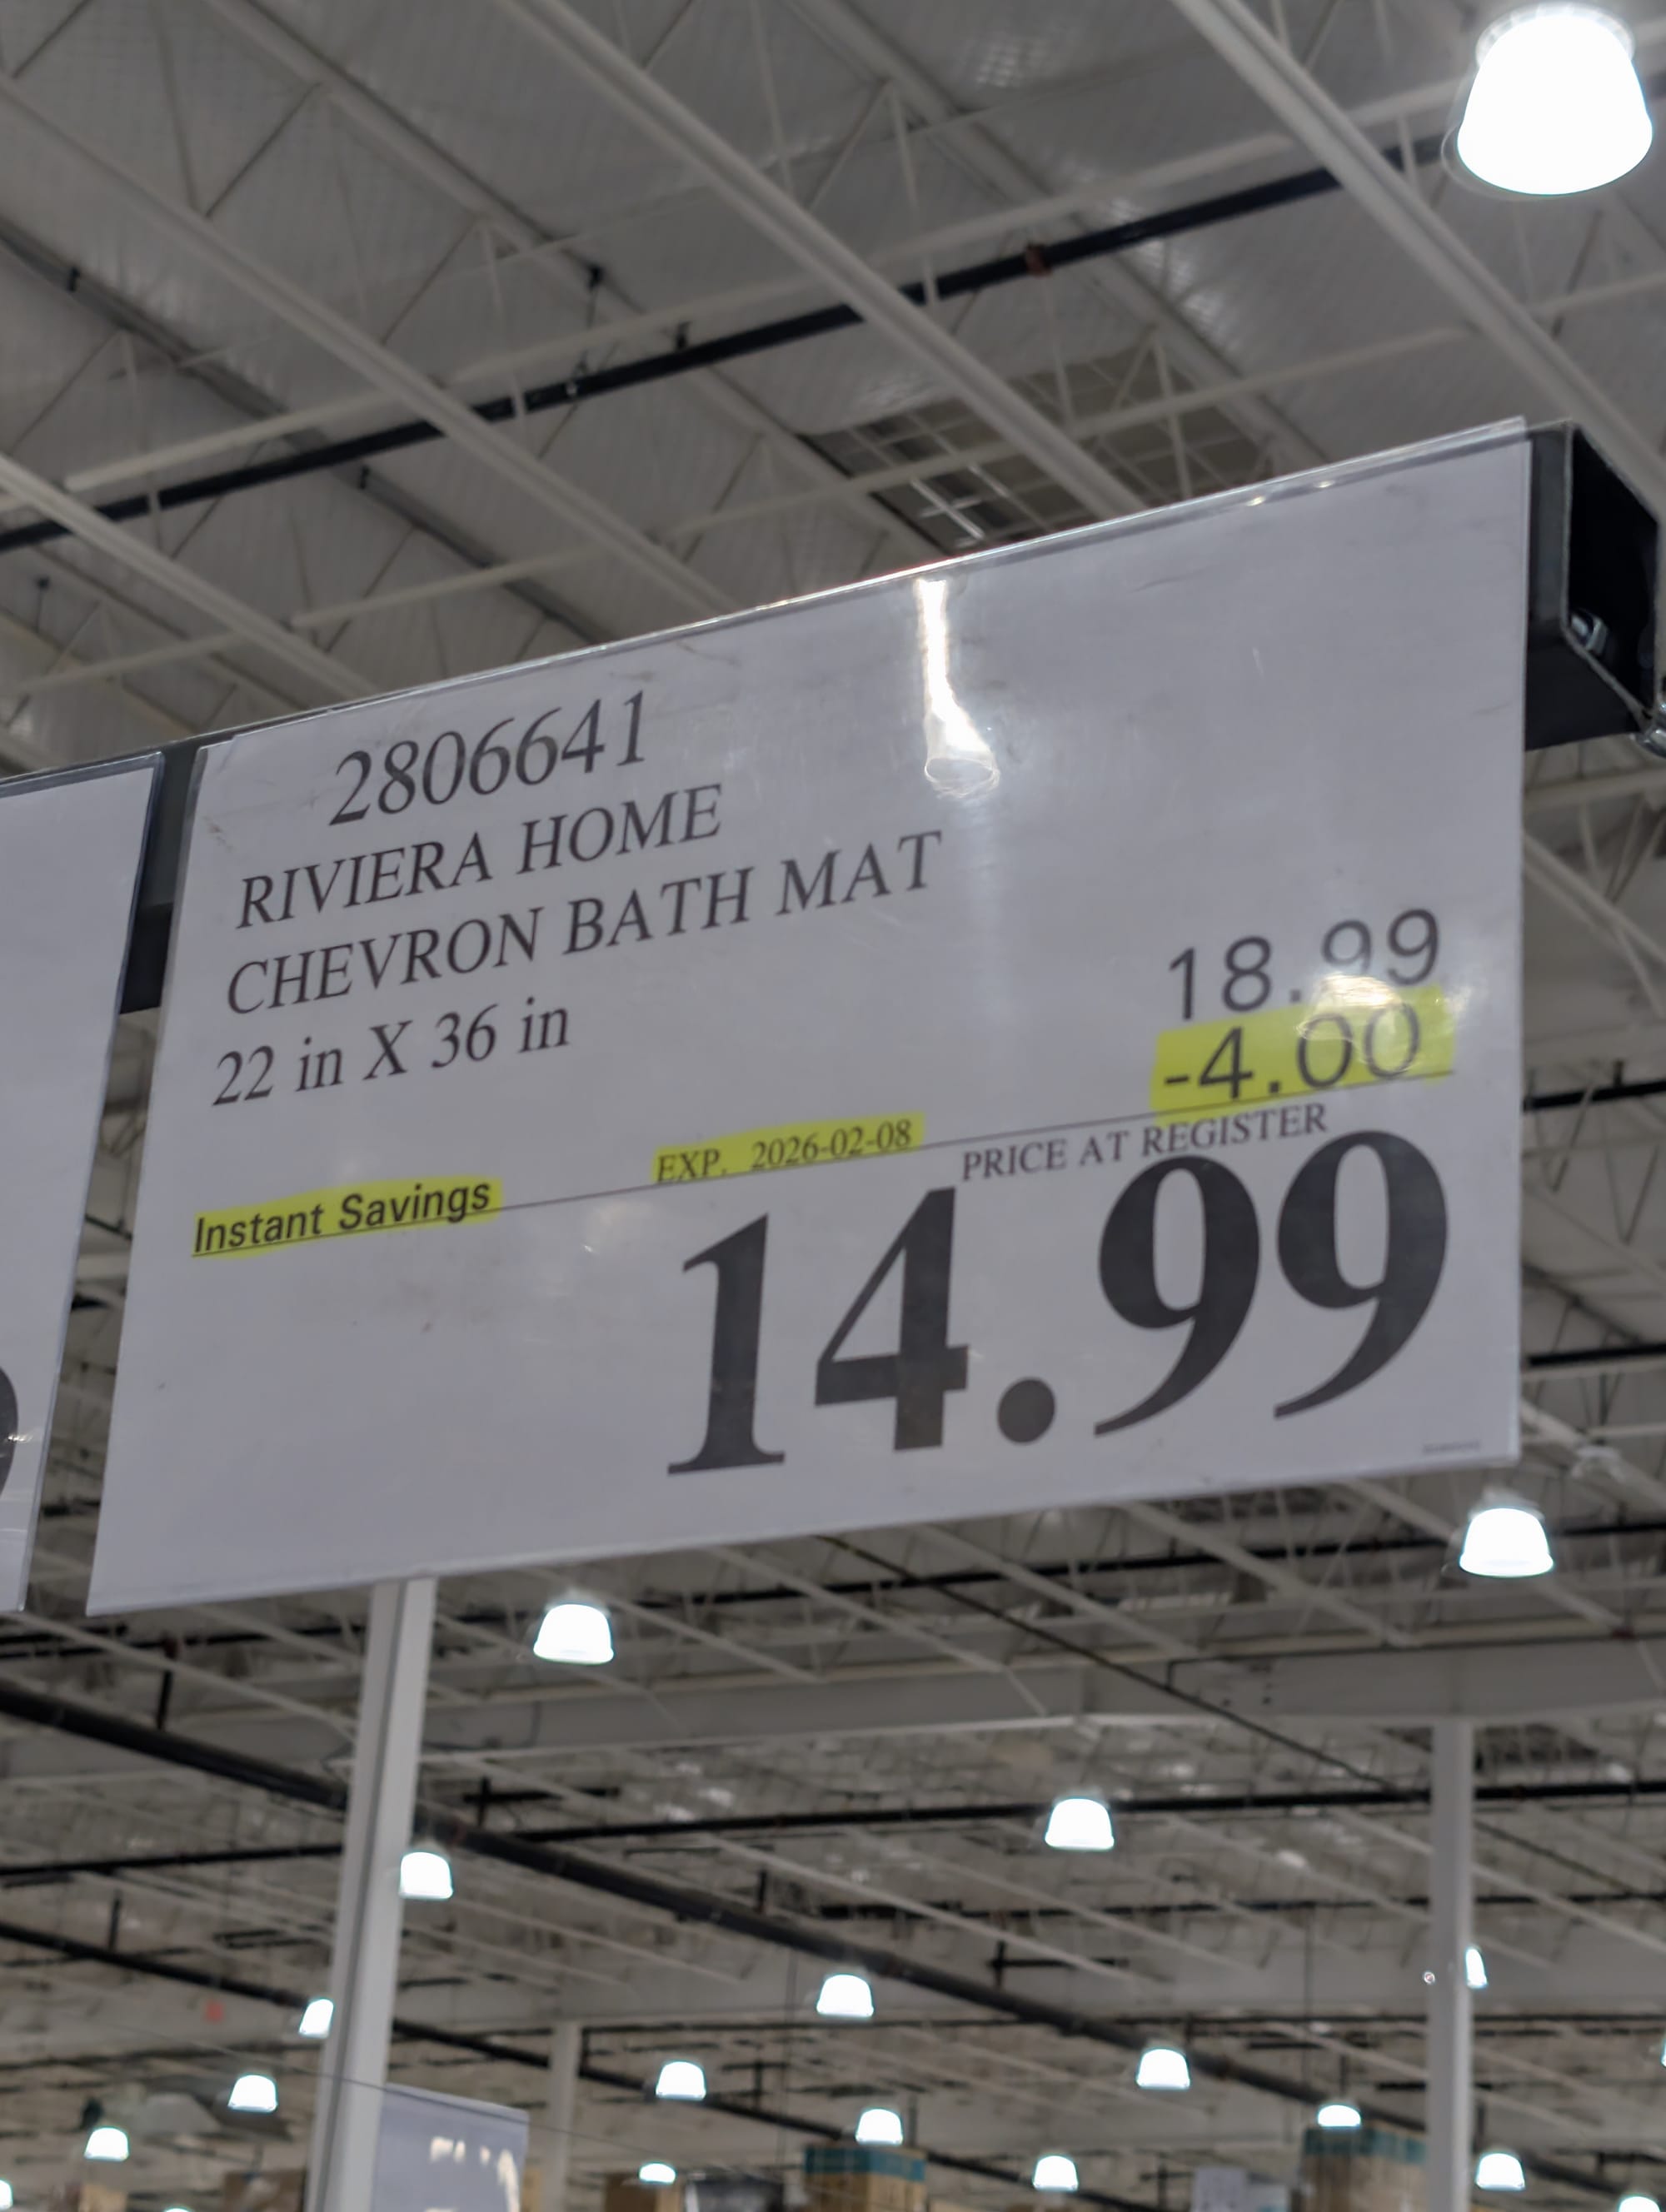 2806641
RIVIERA HOME
CHEVRON BATH MAT
22 in X 36 in
18.99
-4.00
Instant Savings EXP. 2026-02-08 PRICE AT REGISTER
14.99